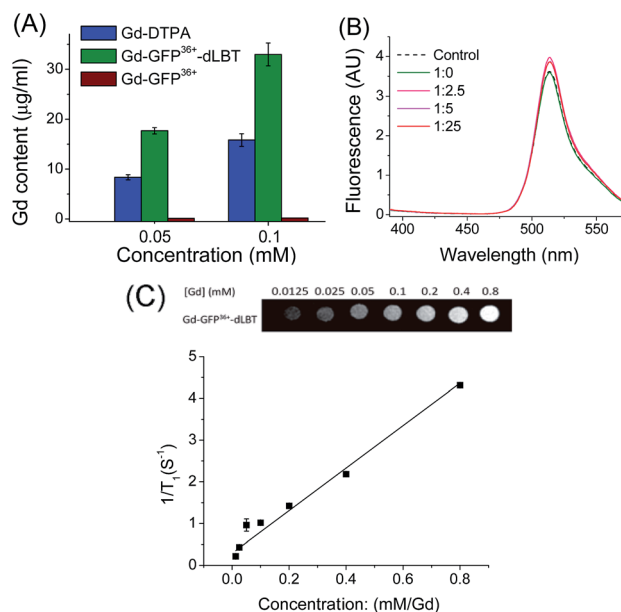 (A)
Gd-DTPA
Gd-GFP³⁶⁺-dLBT
Gd-GFP³⁶⁺
Gd content (µg/ml)
30
20
10
0
0.05 0.1
Concentration (mM)
(B)
Control
1:0
1:2.5
1:5
1:25
Fluorescence (AU)
5
4
3
2
1
0
400 450 500 550
Wavelength (nm)
(C)
[Gd] (mM) 0.0125 0.025 0.05 0.1 0.2 0.4 0.8
Gd-GFP³⁶⁺-dLBT
1/T₁(S⁻¹)
5
4
3
2
1
0
0.0 0.2 0.4 0.6 0.8
Concentration: (mM/Gd)